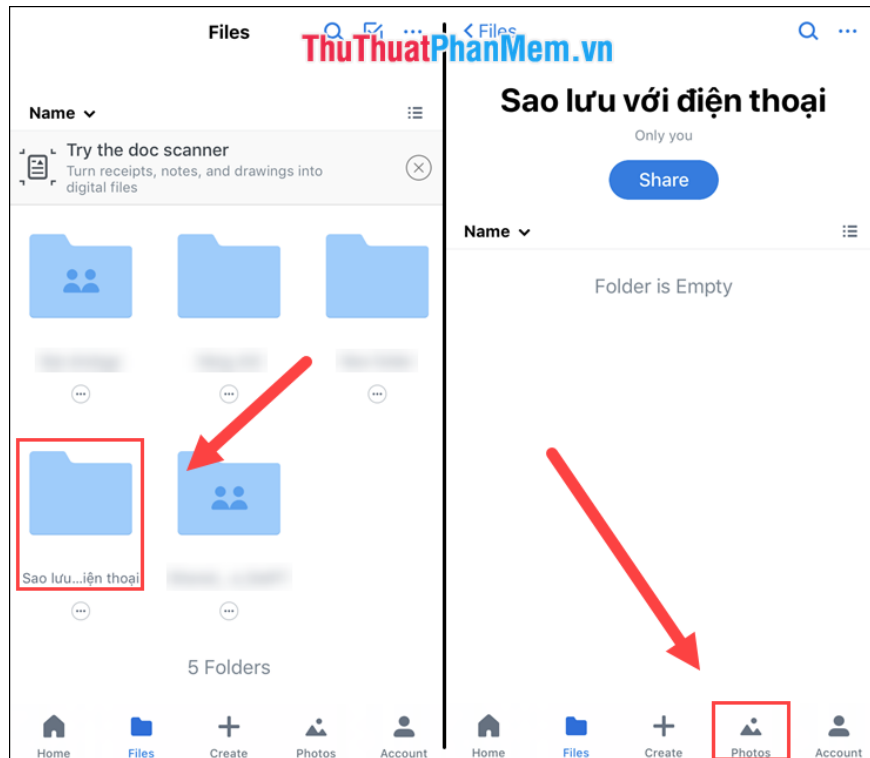 Files
ThuThuatPhanMem.vn
Name
Try the doc scanner
Turn receipts, notes, and drawings into
digital files
Sao lưu...iện thoại
5 Folders
Home
Files
Create
Photos
Account
Files
Sao lưu với điện thoại
Only you
Share
Name
Folder is Empty
Home
Files
Create
Photos
Account